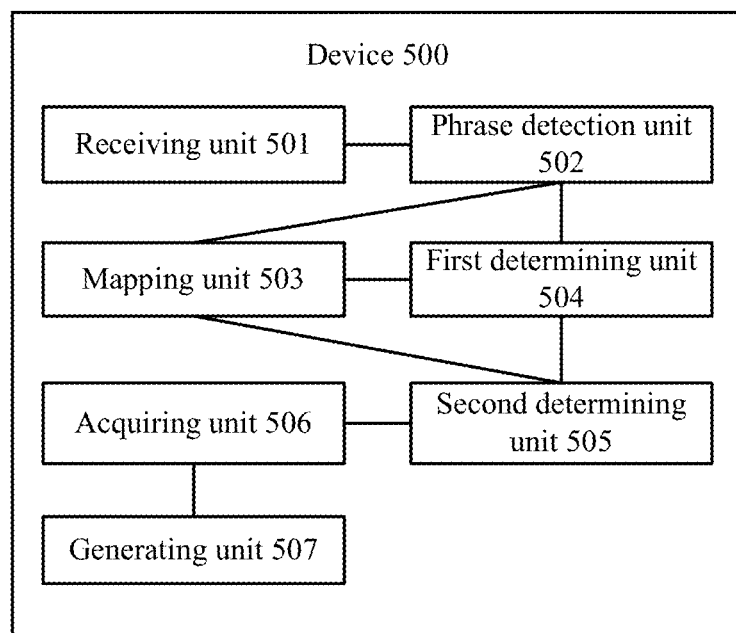 Device 500
Receiving unit 501
Phrase detection unit
502
Mapping unit 503
First determining unit
504
Acquiring unit 506
Second determining
unit 505
Generating unit 507